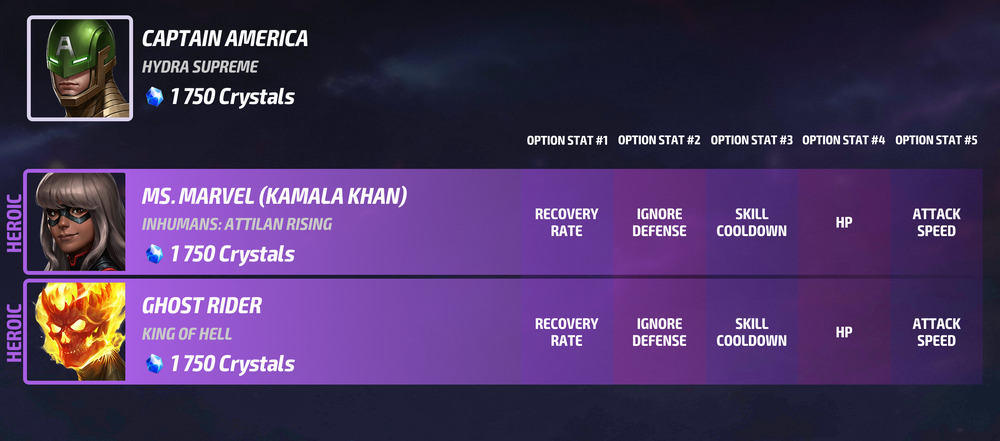 CAPTAIN AMERICA
HYDRA SUPREME
1 750 Crystals
OPTION STAT #1 OPTION STAT #2 OPTION STAT #3 OPTION STAT #4 OPTION STAT #5
HEROIC
MS. MARVEL (KAMALA KHAN)
INHUMANS: ATTILAN RISING
1 750 Crystals
RECOVERY
RATE
IGNORE
DEFENSE
SKILL
COOLDOWN
HP
ATTACK
SPEED
HEROIC
GHOST RIDER
KING OF HELL
1 750 Crystals
RECOVERY
RATE
IGNORE
DEFENSE
SKILL
COOLDOWN
HP
ATTACK
SPEED